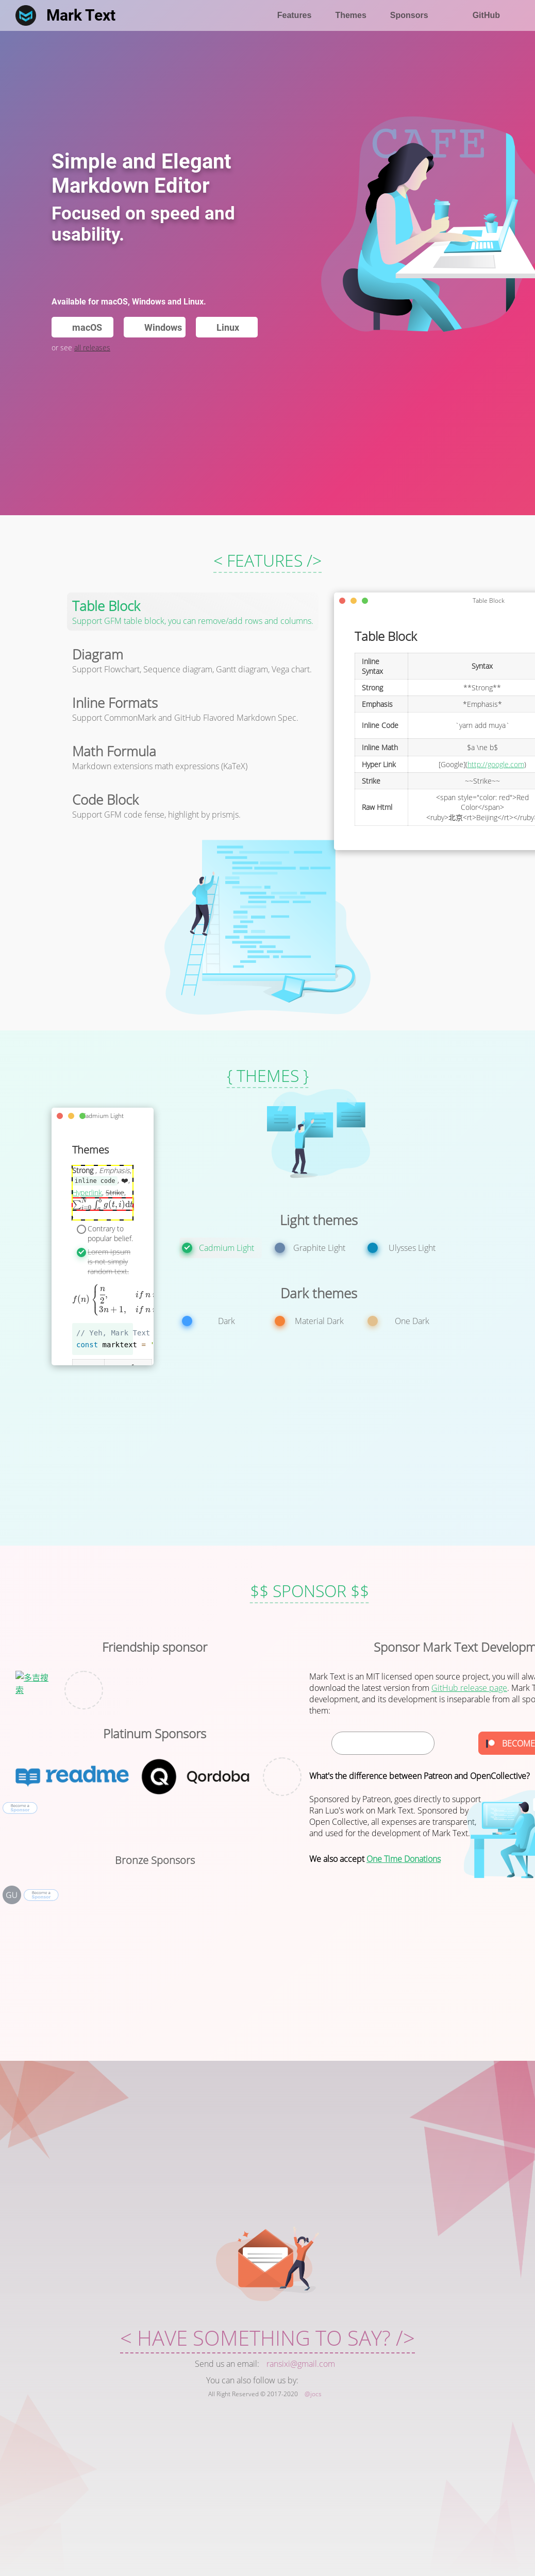 Mark Text
Features
Themes
Sponsors
GitHub
CAFE
Simple and Elegant
Markdown Editor
Focused on speed and
usability.
Available for macOS, Windows and Linux.
macOS
Windows
Linux
or see all releases
< FEATURES />
Table Block
Support GFM table block, you can remove/add rows and columns.
Diagram
Support Flowchart, Sequence diagram, Gantt diagram, Vega chart.
Inline Formats
Support CommonMark and GitHub Flavored Markdown Spec.
Math Formula
Markdown extensions math expressions (KaTeX)
Code Block
Support GFM code fense, highlight by prismjs.
Table Block
Table Block
Inline
Syntax
Syntax
Strong
**Strong**
Emphasis
*Emphasis*
Inline Code
`yarn add muya`
Inline Math
$a \ne b$
Hyper Link
[Google](http://google.com)
Strike
~~Strike~~
Raw Html
<span style="color: red">Red
Color</span>
<ruby>北京<rt>Beijing</rt></ruby
{ THEMES }
admium Light
Themes
Strong , Emphasis,
inline code , ❤️,
Hyperlink, Strike,
Contrary to
popular belief.
Lorem Ipsum
is not simply
random text.
f(n) { n/2, if n
3n + 1, if n
// Yeh, Mark Text
const marktext = '
Light themes
Cadmium Light
Graphite Light
Ulysses Light
Dark themes
Dark
Material Dark
One Dark
$$ SPONSOR $$
Friendship sponsor
多吉搜
索
Platinum Sponsors
readme
Qordoba
Become a
Sponsor
Bronze Sponsors
GU
Become a
Sponsor
Sponsor Mark Text Developm
Mark Text is an MIT licensed open source project, you will alwa
download the latest version from GitHub release page. Mark T
development, and its development is inseparable from all spo
them:
BECOME
What's the difference between Patreon and OpenCollective?
Sponsored by Patreon, goes directly to support
Ran Luo's work on Mark Text. Sponsored by
Open Collective, all expenses are transparent,
and used for the development of Mark Text.
We also accept One Time Donations
< HAVE SOMETHING TO SAY? />
Send us an email: ransixi@gmail.com
You can also follow us by:
All Right Reserved © 2017-2020 @Jocs